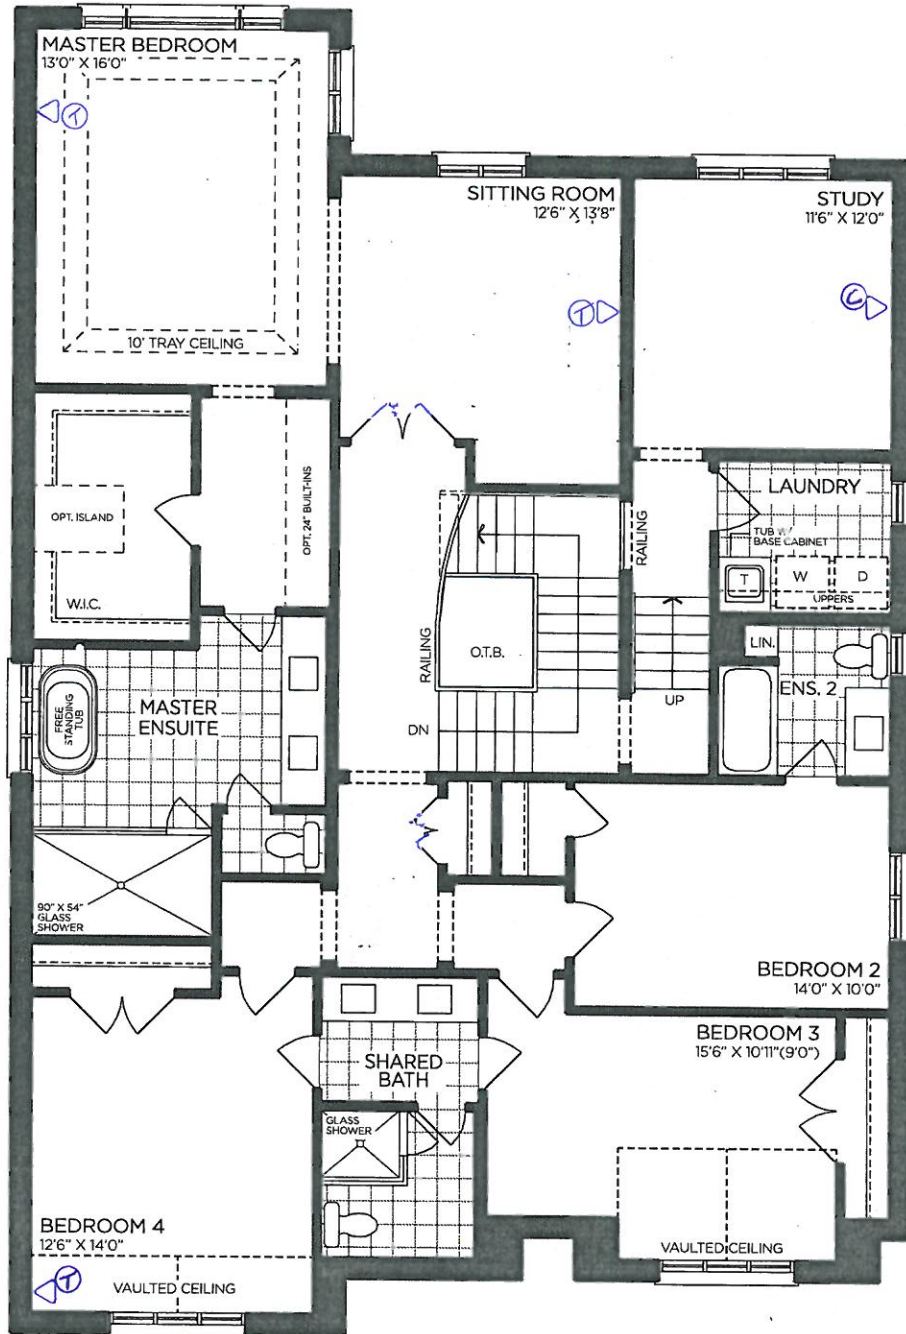 MASTER BEDROOM
13'0" X 16'0"
T
10' TRAY CEILING
SITTING ROOM
12'6" X 13'8"
T
STUDY
11'6" X 12'0"
C
OPT. ISLAND
W.I.C.
OPT. 24" BUILT-INS
RAILING
LAUNDRY
TUB W/
BASE CABINET
T
W
D
UPPERS
RAILING
O.T.B.
DN
UP
LIN.
ENS. 2
FREE
STANDING
TUB
MASTER
ENSUITE
90" X 54"
GLASS
SHOWER
BEDROOM 2
14'0" X 10'0"
BEDROOM 3
15'6" X 10'11"(9'0")
SHARED
BATH
GLASS
SHOWER
BEDROOM 4
12'6" X 14'0"
T
VAULTED CEILING
VAULTED CEILING